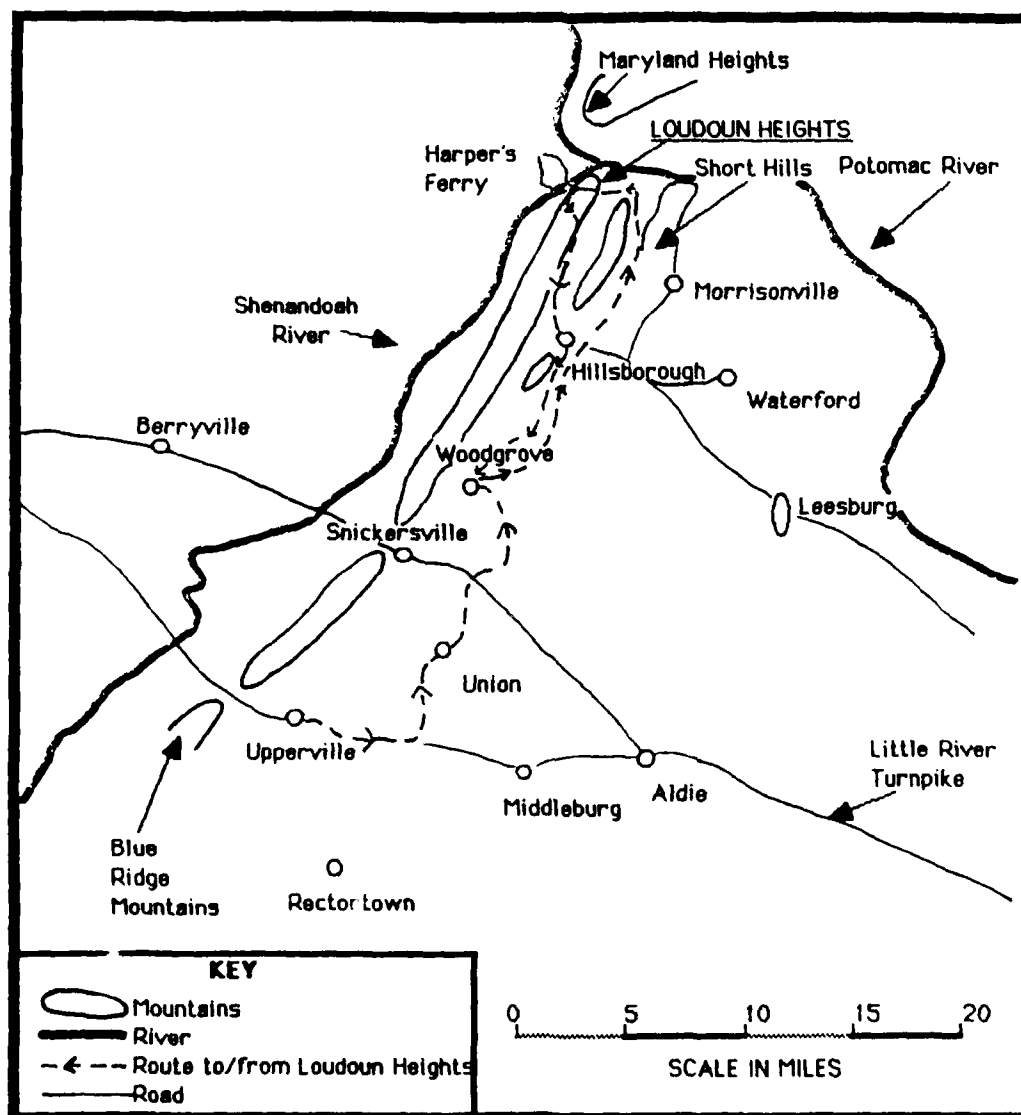 Maryland Heights
LOUDOUN HEIGHTS
Harper's
Ferry
Short Hills
Potomac River
Shenandoah
River
Morrisonville
Hillsborough
Waterford
Berryville
Woodgrove
Leesburg
Snickersville
Union
Upperville
Little River
Turnpike
Middleburg
Aldie
Blue
Ridge
Mountains
Rectortown
KEY
Mountains
River
Route to/from Loudoun Heights
Road
0 5 10 15 20
SCALE IN MILES